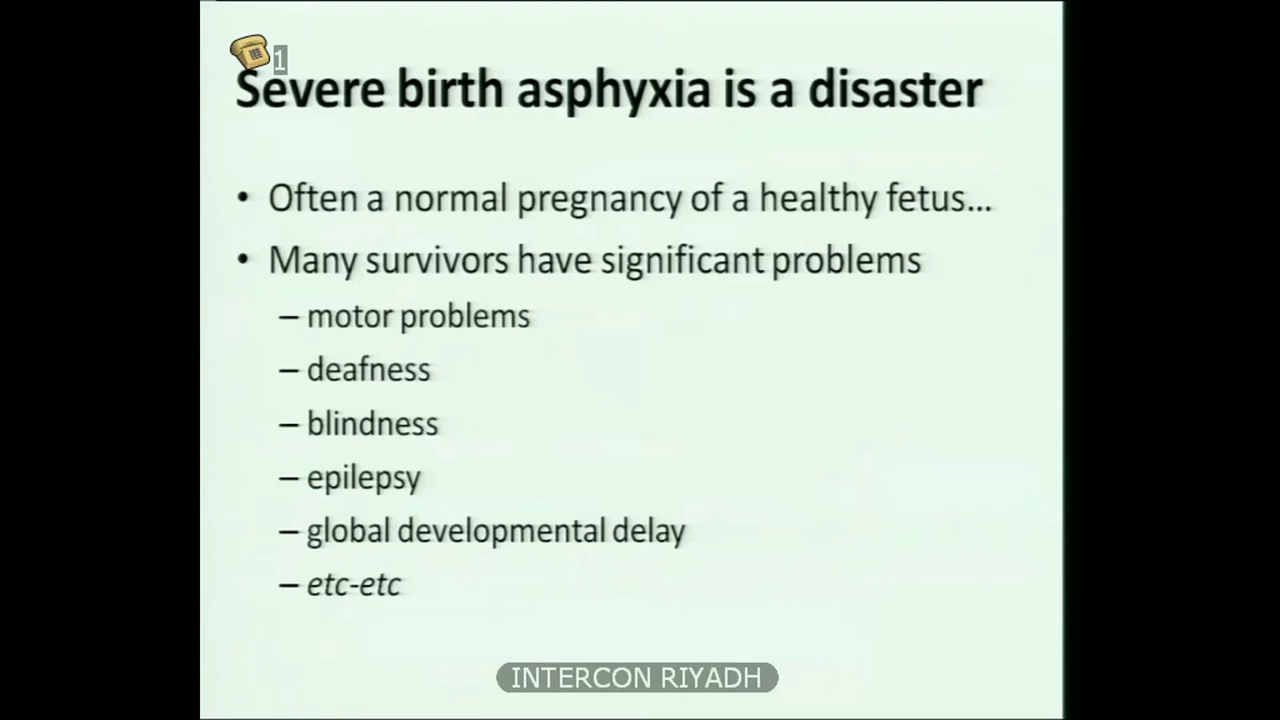 1
Severe birth asphyxia is a disaster
• Often a normal pregnancy of a healthy fetus...
• Many survivors have significant problems
– motor problems
– deafness
– blindness
– epilepsy
– global developmental delay
– etc-etc
INTERCON RIYADH